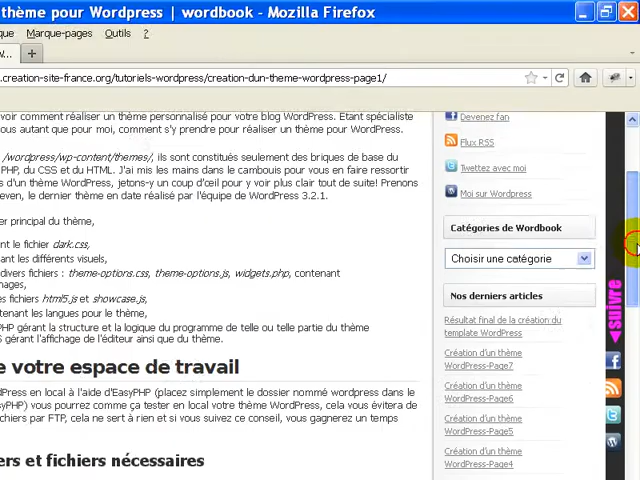 thème pour Wordpress | wordbook - Mozilla Firefox
que Marque-pages Outils ?
...
.creation-site-france.org/tutoriels-wordpress/creation-dun-theme-wordpress-page1/
voir comment réaliser un thème personnalisé pour votre blog WordPress. Etant spécialiste
ous autant que pour moi, comment s'y prendre pour réaliser un thème pour WordPress.
/wordpress/wp-content/themes/, ils sont constitués seulement des briques de base du
PHP, du CSS et du HTML. J'ai mis les mains dans le cambouis pour vous en faire ressortir
s d'un thème WordPress, jetons-y un coup d'œil pour y voir plus clair tout de suite! Prenons
even, le dernier thème en date réalisé par l'équipe de WordPress 3.2.1.
er principal du thème,
nt le fichier dark.css,
ant les différents visuels,
divers fichiers : theme-options.css, theme-options.js, widgets.php, contenant
mages,
es fichiers html5.js et showcase.js,
tenant les langues pour le thème,
PHP gérant la structure et la logique du programme de telle ou telle partie du thème
S gérant l'affichage de l'éditeur ainsi que du thème.
e votre espace de travail
dPress en local à l'aide d'EasyPHP (placez simplement le dossier nommé wordpress dans le
syPHP) vous pourrez comme ça tester en local votre thème WordPress, cela vous évitera de
chiers par FTP, cela ne sert à rien et si vous suivez ce conseil, vous gagnerez un temps
ers et fichiers nécessaires
Devenez fan
Flux RSS
Twettez avec moi
Moi sur Wordpress
Catégories de Wordbook
Choisir une catégorie
Nos derniers articles
Résultat final de la création du
template WordPress
Création d'un thème
WordPress-Page7
Création d'un thème
WordPress-Page6
Création d'un thème
WordPress-Page5
Création d'un thème
WordPress-Page4
suivre